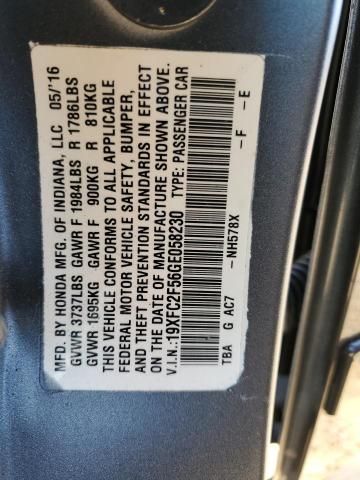 MFD. BY HONDA MFG. OF INDIANA, LLC 05/'16
GVWR 3737LBS GAWR F 1984LBS R 1786LBS
GVWR 1695KG GAWR F 900KG R 810KG
THIS VEHICLE CONFORMS TO ALL APPLICABLE
FEDERAL MOTOR VEHICLE SAFETY, BUMPER,
AND THEFT PREVENTION STANDARDS IN EFFECT
ON THE DATE OF MANUFACTURE SHOWN ABOVE.
V.I.N.:19XFC2F56GE058230 TYPE: PASSENGER CAR
-NH578X -F -E
TBA G AC7